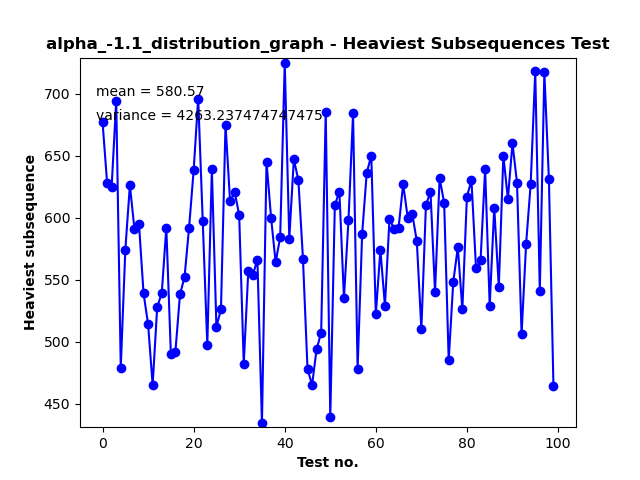 alpha_-1.1_distribution_graph - Heaviest Subsequences Test
mean = 580.57
variance = 4263.237474747475
Heaviest subsequence
700
650
600
550
500
450
0 20 40 60 80 100
Test no.